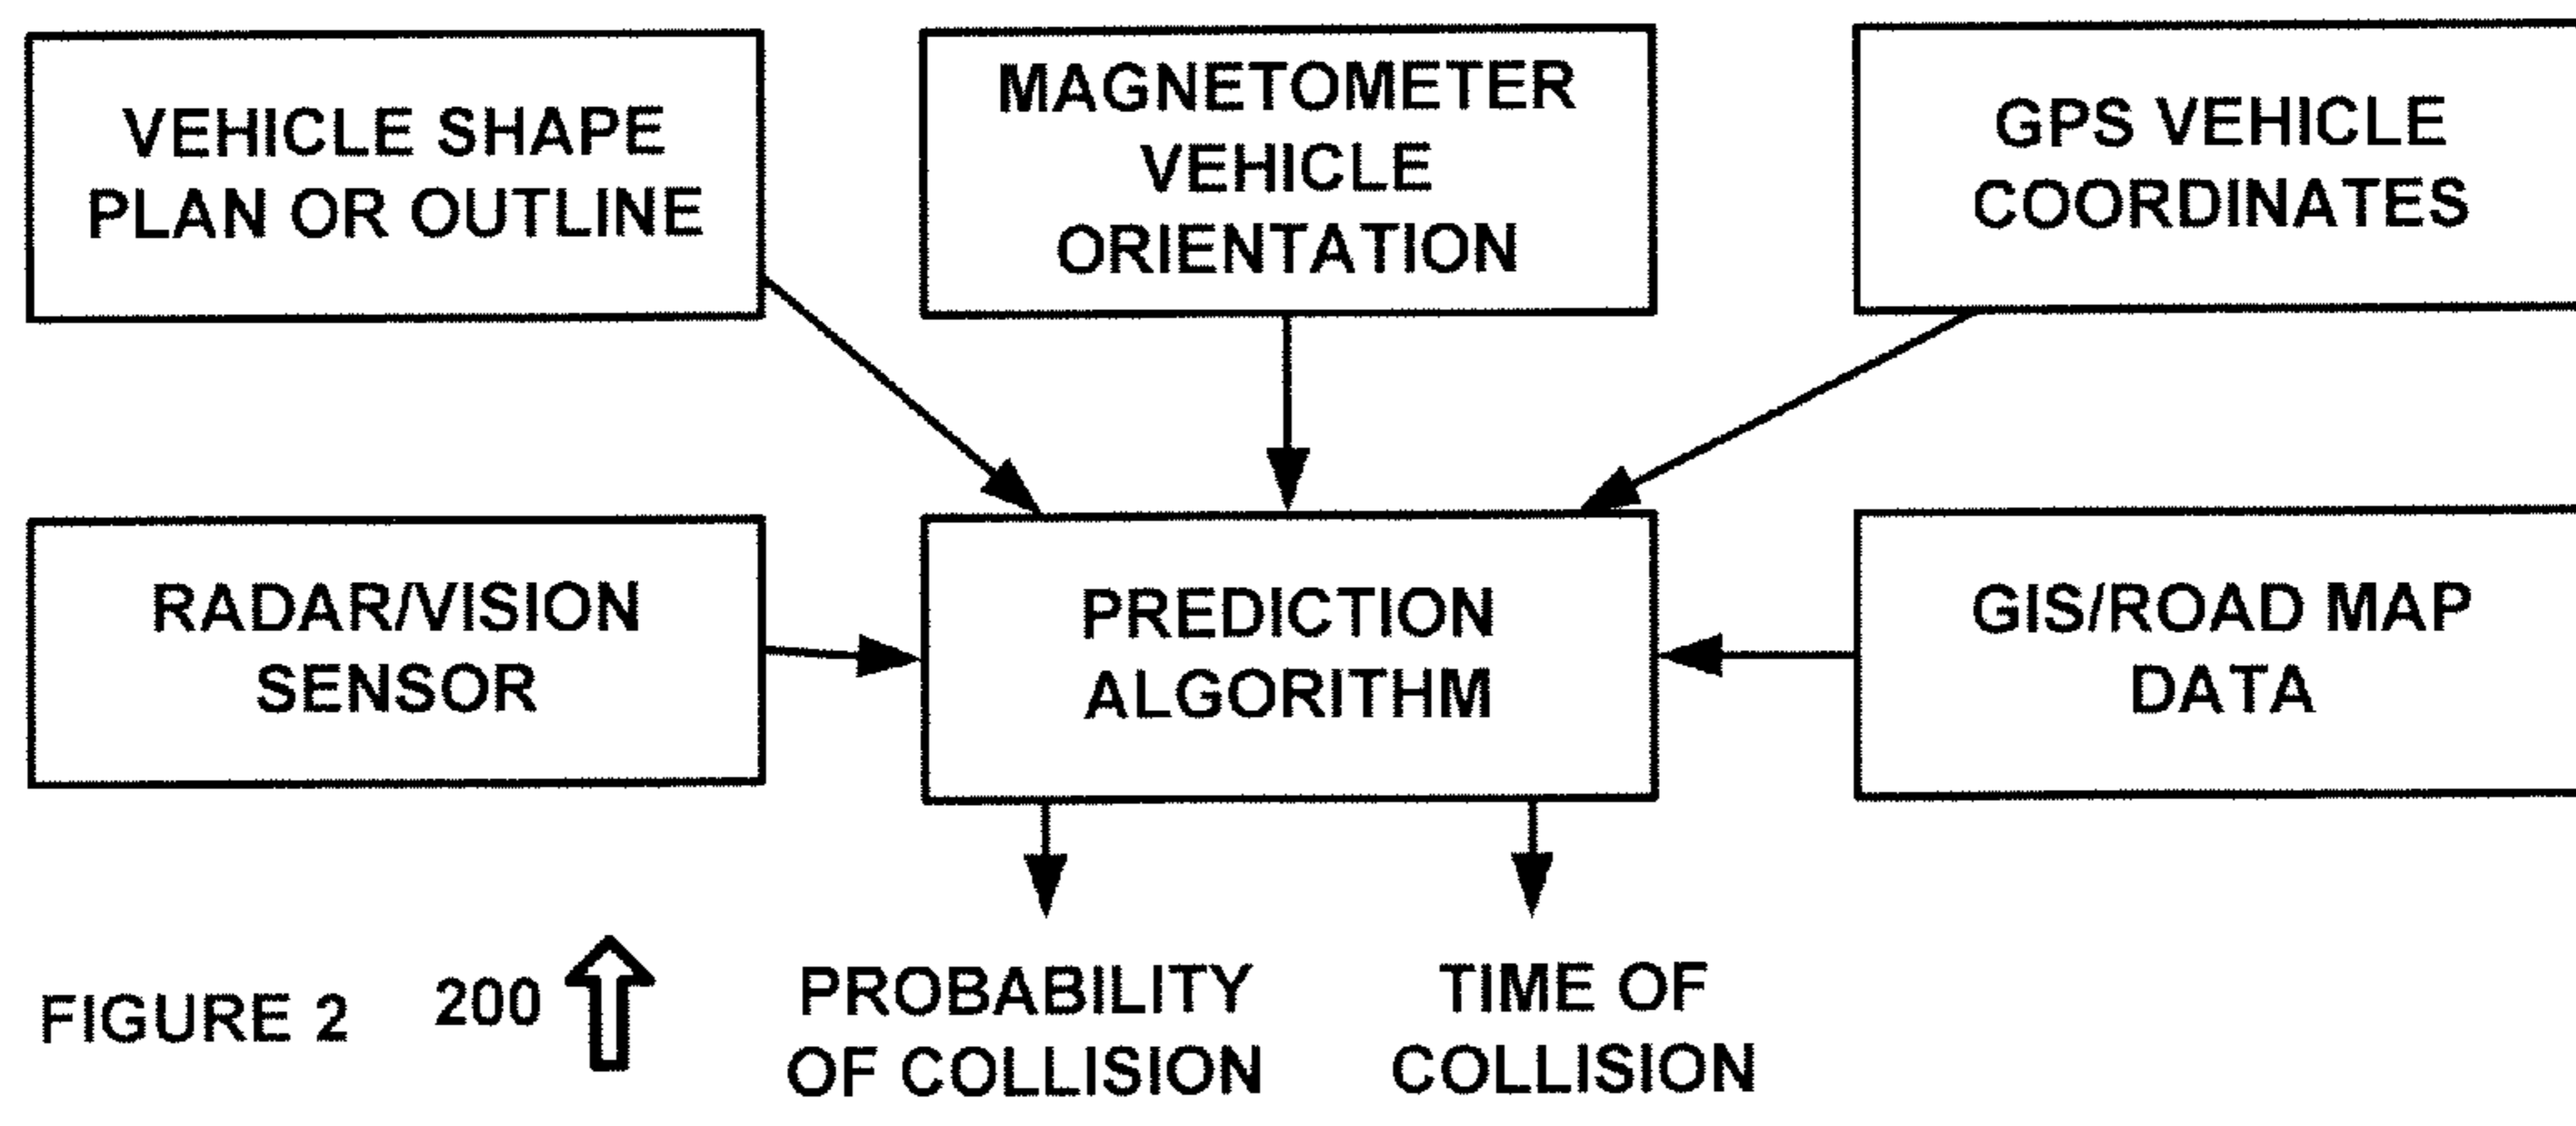 VEHICLE SHAPE
PLAN OR OUTLINE
MAGNETOMETER
VEHICLE
ORIENTATION
GPS VEHICLE
COORDINATES
RADAR/VISION
SENSOR
PREDICTION
ALGORITHM
GIS/ROAD MAP
DATA
FIGURE 2
200
PROBABILITY
OF COLLISION
TIME OF
COLLISION